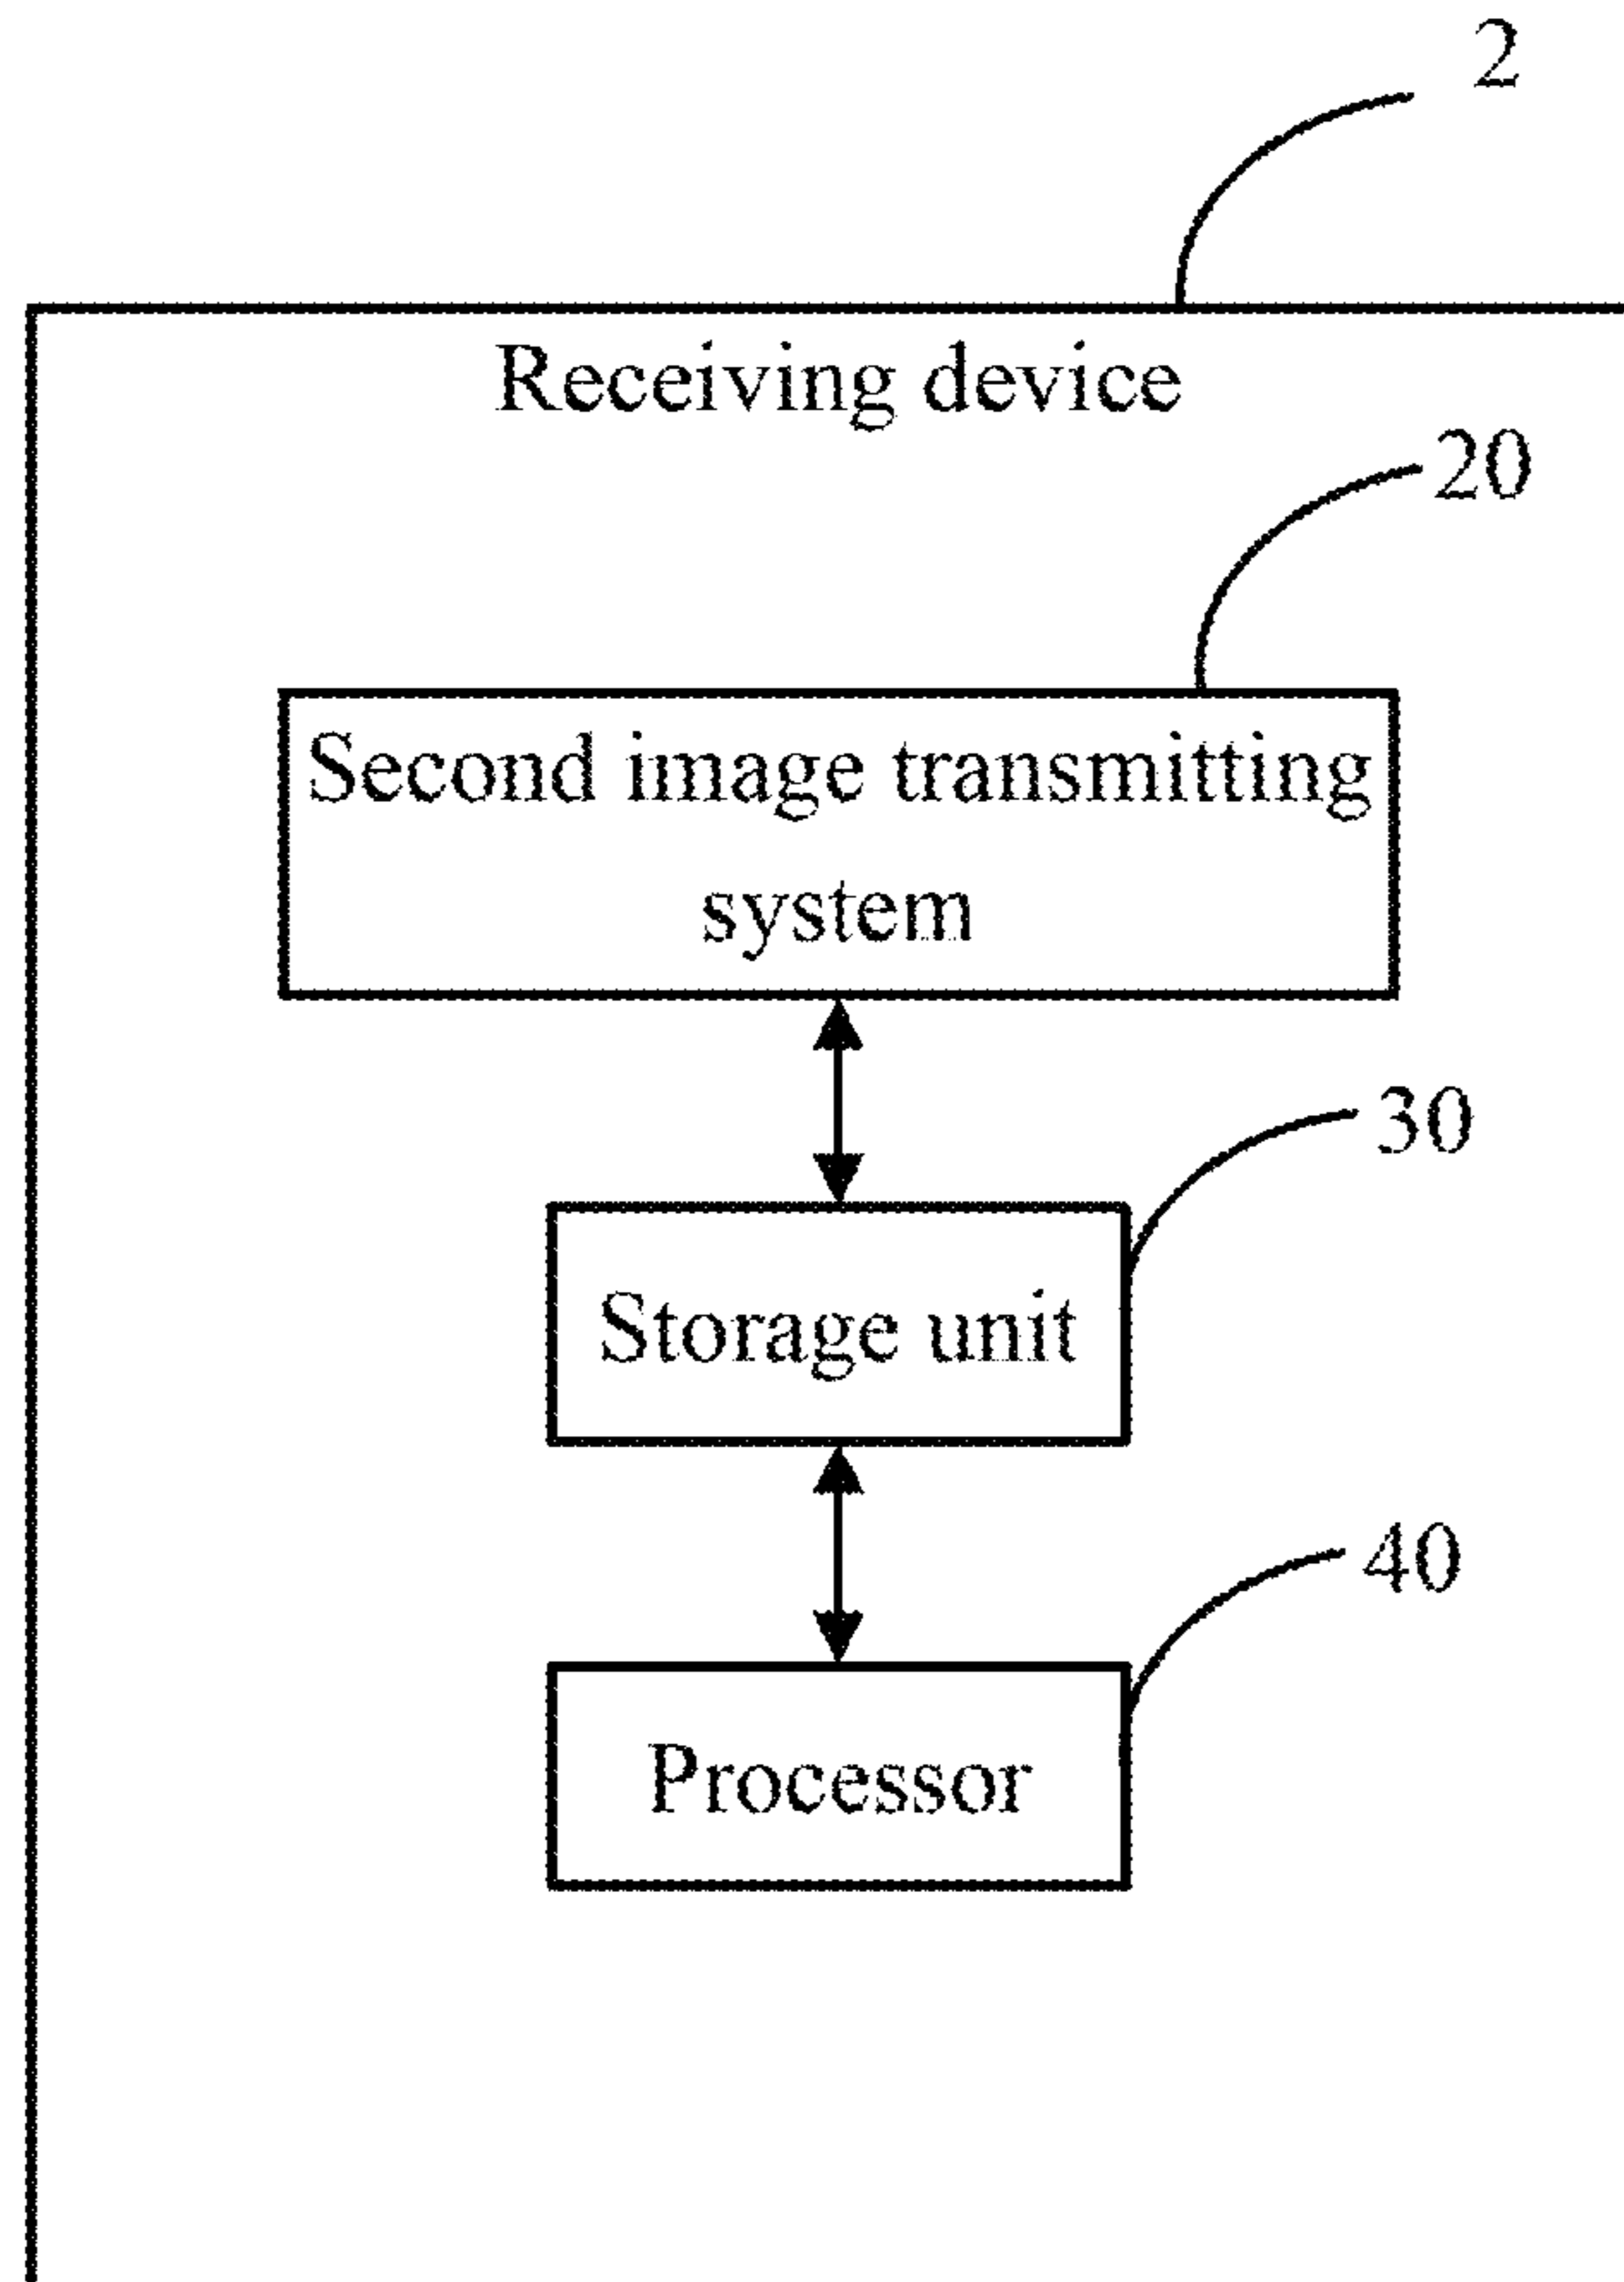 2
Receiving device
20
Second image transmitting
system
30
Storage unit
40
Processor